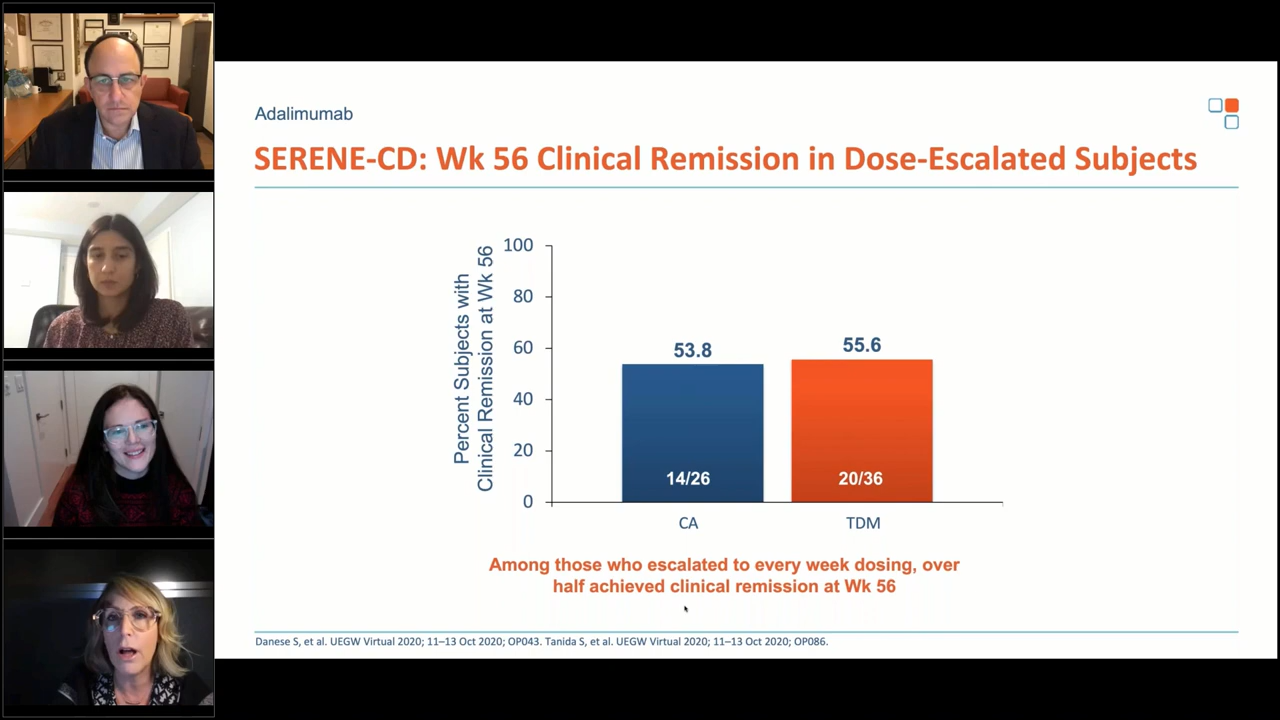 Adalimumab
SERENE-CD: Wk 56 Clinical Remission in Dose-Escalated Subjects
Percent Subjects with
Clinical Remission at Wk 56
100
80
60
40
20
0
53.8
55.6
14/26
20/36
CA
TDM
Among those who escalated to every week dosing, over
half achieved clinical remission at Wk 56
Danese S, et al. UEGW Virtual 2020; 11–13 Oct 2020; OP043. Tanida S, et al. UEGW Virtual 2020; 11–13 Oct 2020; OP086.